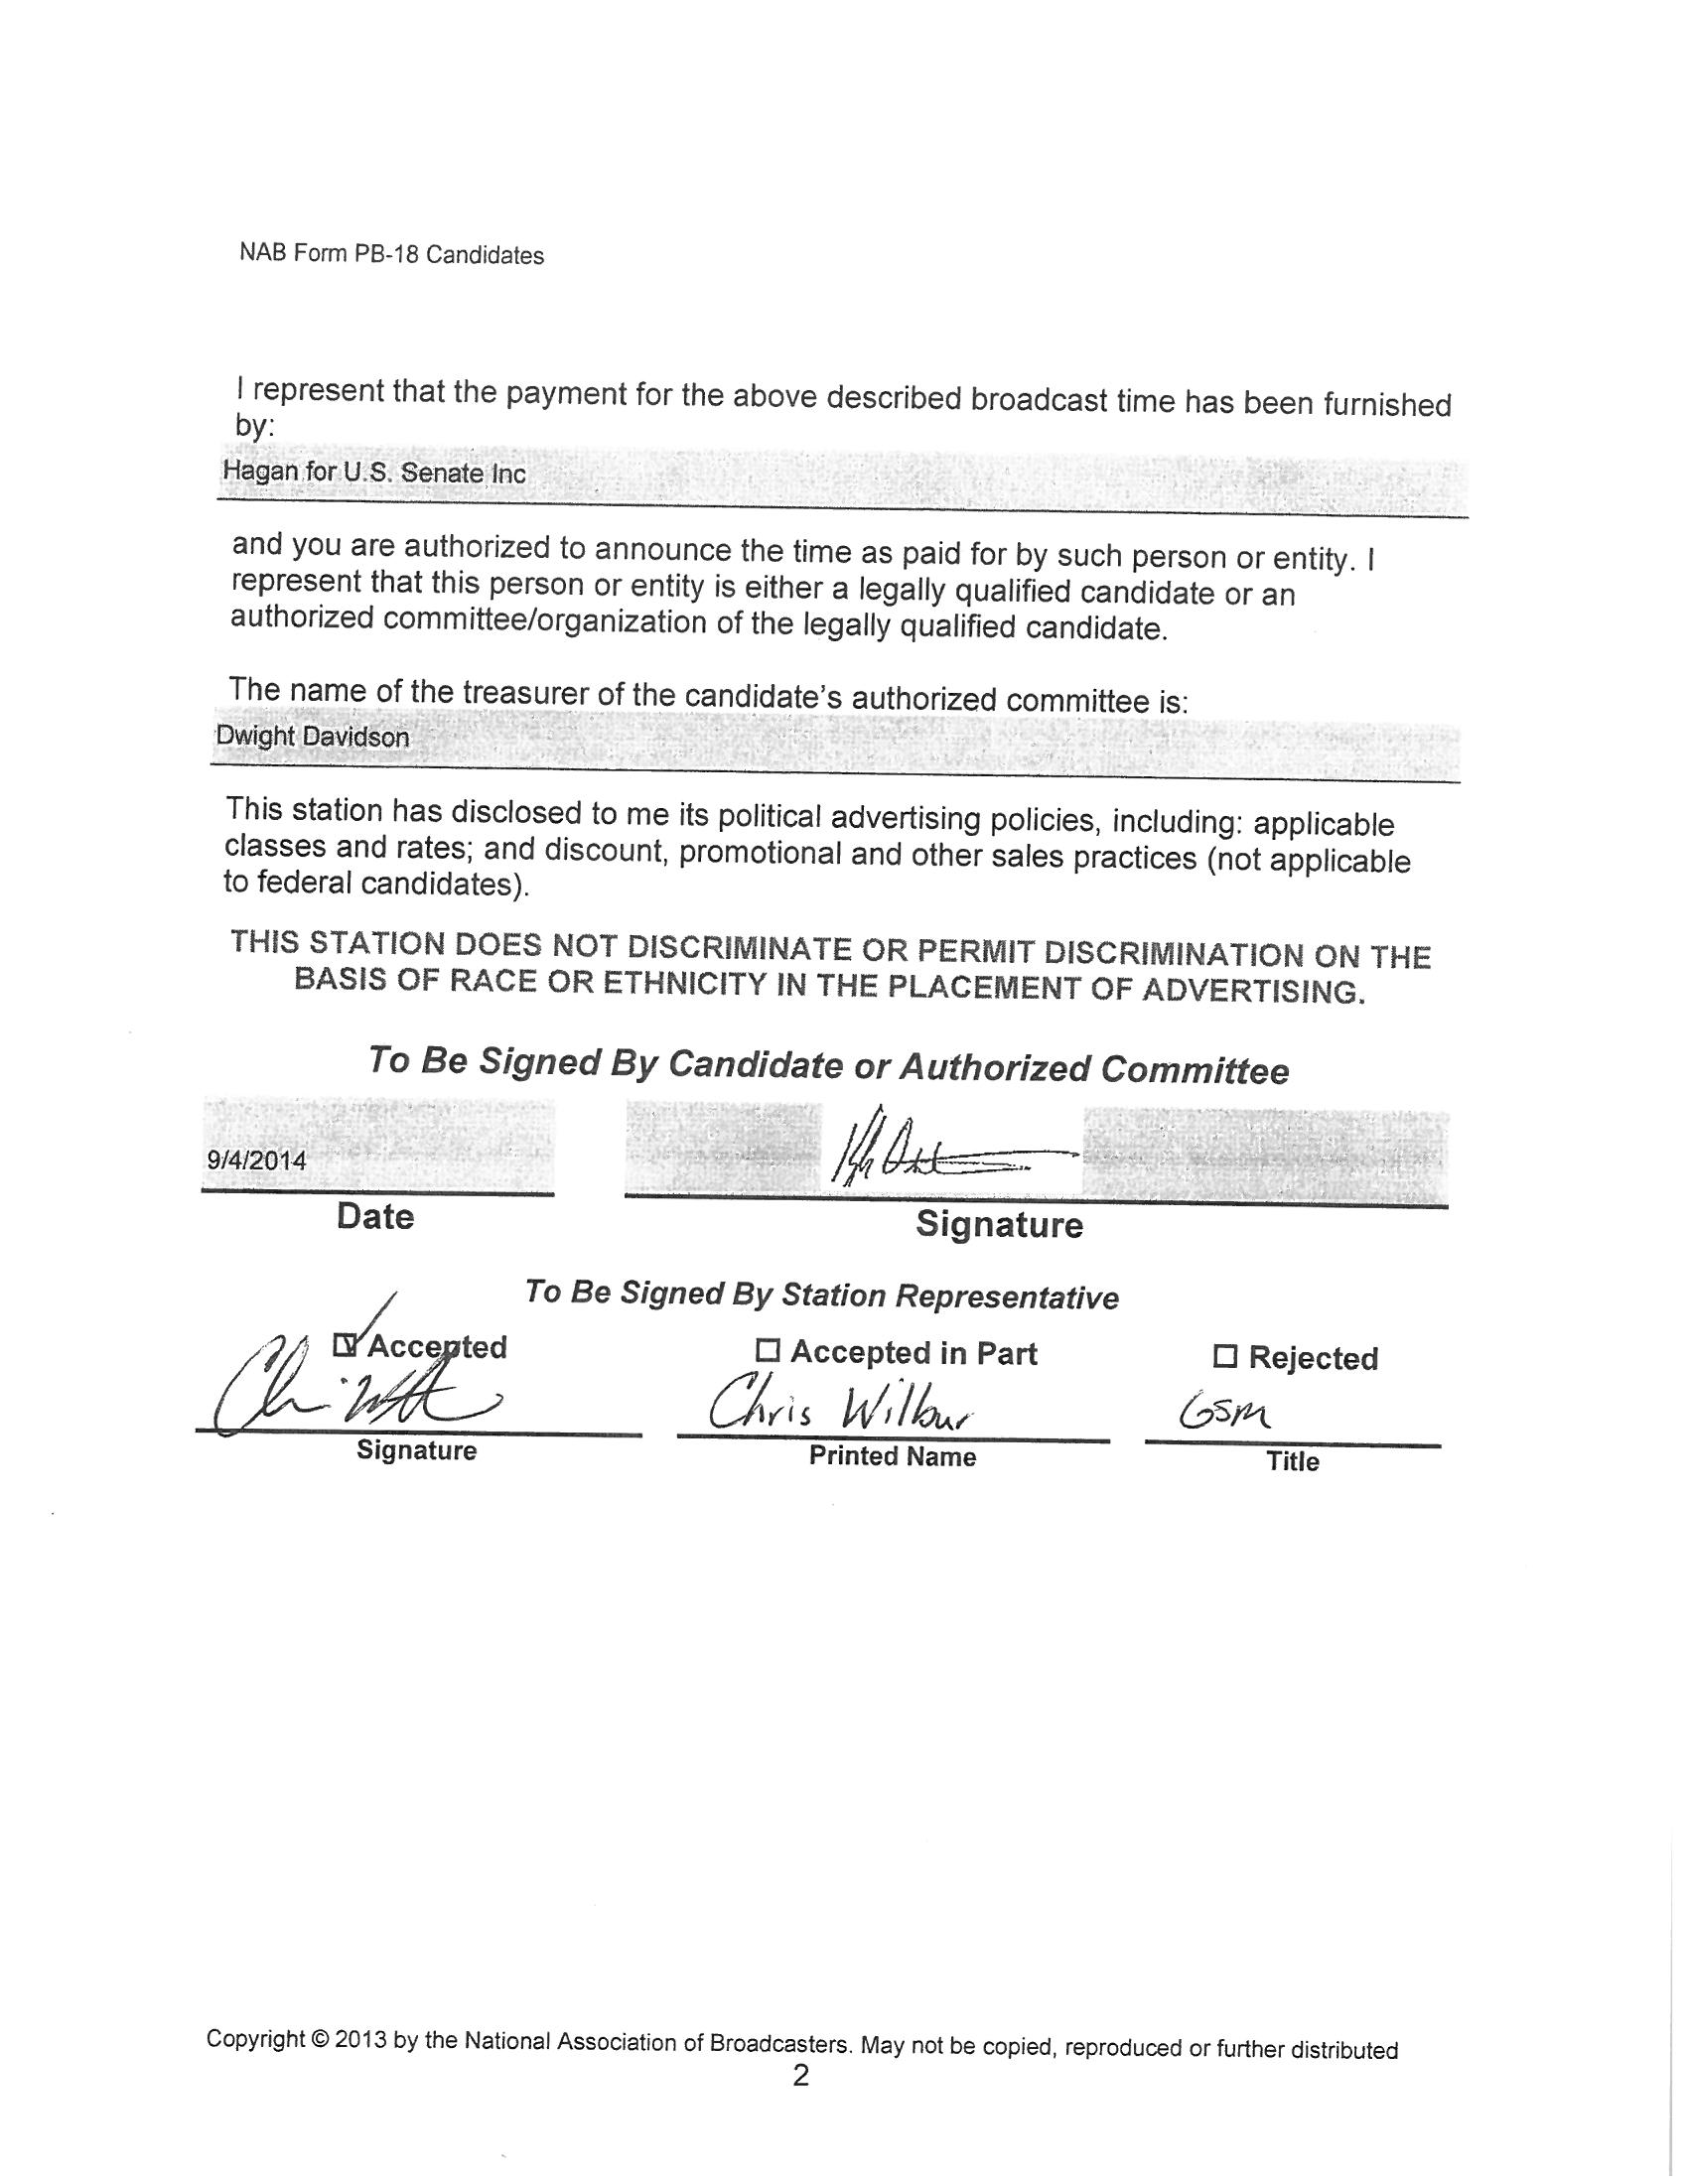 NAB Form PB-18 Candidates
I represent that the payment for the above described broadcast time has been furnished
by:
Hagan for U.S. Senate Inc
and you are authorized to announce the time as paid for by such person or entity. I
represent that this person or entity is either a legally qualified candidate or an
authorized committee/organization of the legally qualified candidate.
The name of the treasurer of the candidate's authorized committee is:
Dwight Davidson
This station has disclosed to me its political advertising policies, including: applicable
classes and rates; and discount, promotional and other sales practices (not applicable
to federal candidates).
THIS STATION DOES NOT DISCRIMINATE OR PERMIT DISCRIMINATION ON THE
BASIS OF RACE OR ETHNICITY IN THE PLACEMENT OF ADVERTISING.
To Be Signed By Candidate or Authorized Committee
9/4/2014
Date Signature
To Be Signed By Station Representative
☑ Accepted ☐ Accepted in Part ☐ Rejected
Chris Wilbur GSM
Signature Printed Name Title
Copyright © 2013 by the National Association of Broadcasters. May not be copied, reproduced or further distributed
2